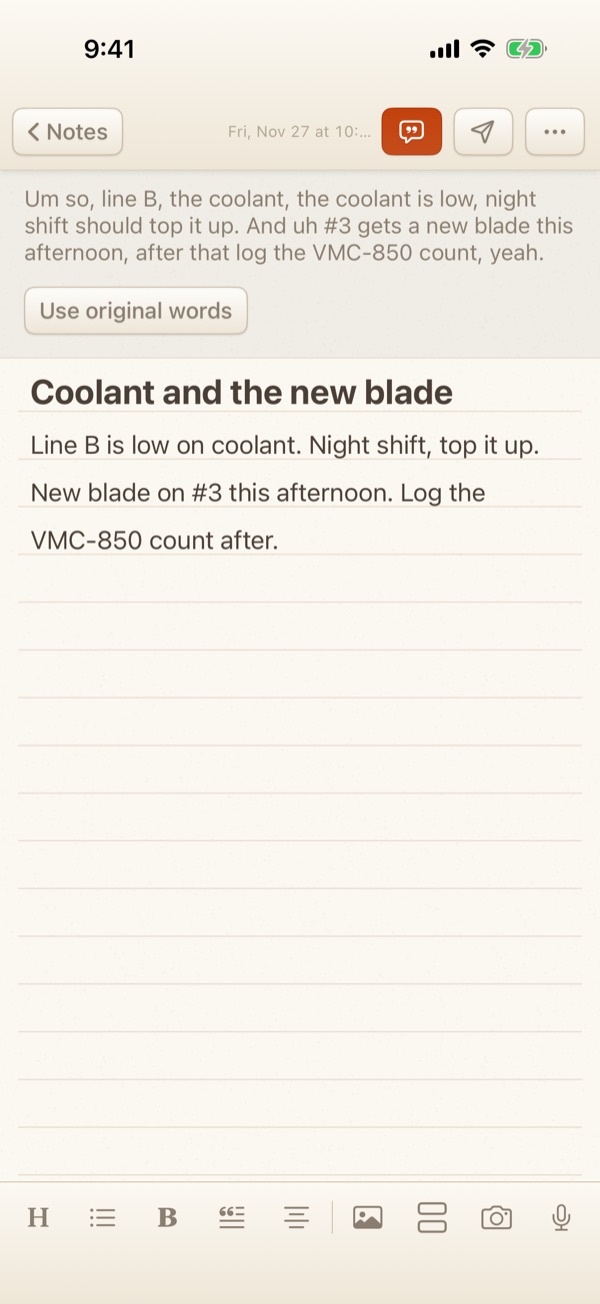 9:41
Notes
Fri, Nov 27 at 10:...
Um so, line B, the coolant, the coolant is low, night
shift should top it up. And uh #3 gets a new blade this
afternoon, after that log the VMC-850 count, yeah.
Use original words
Coolant and the new blade
Line B is low on coolant. Night shift, top it up.
New blade on #3 this afternoon. Log the
VMC-850 count after.
H
B